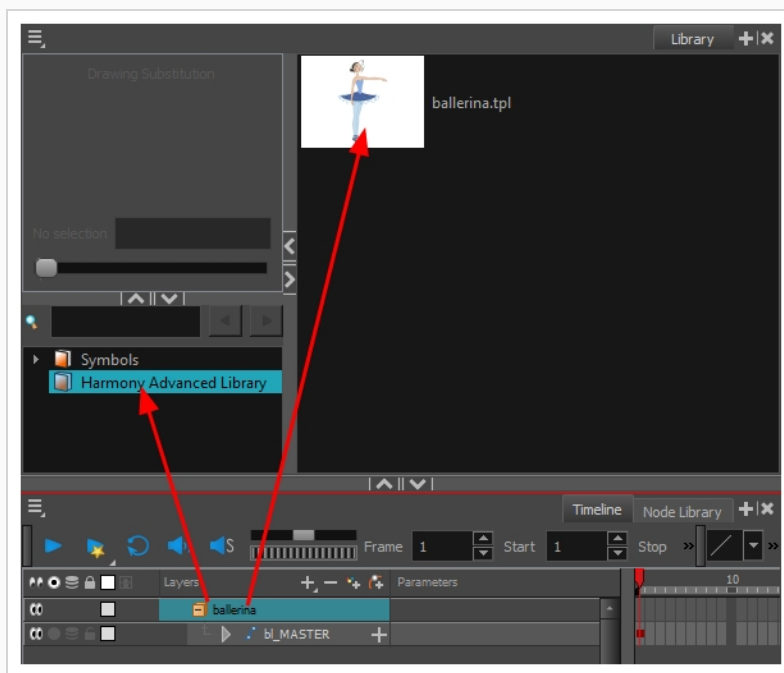 Library
Drawing Substitution
ballerina.tpl
No selection
Symbols
Harmony Advanced Library
Timeline
Node Library
S
Frame 1 Start 1 Stop
Layers Parameters 10
ballerina
bl_MASTER